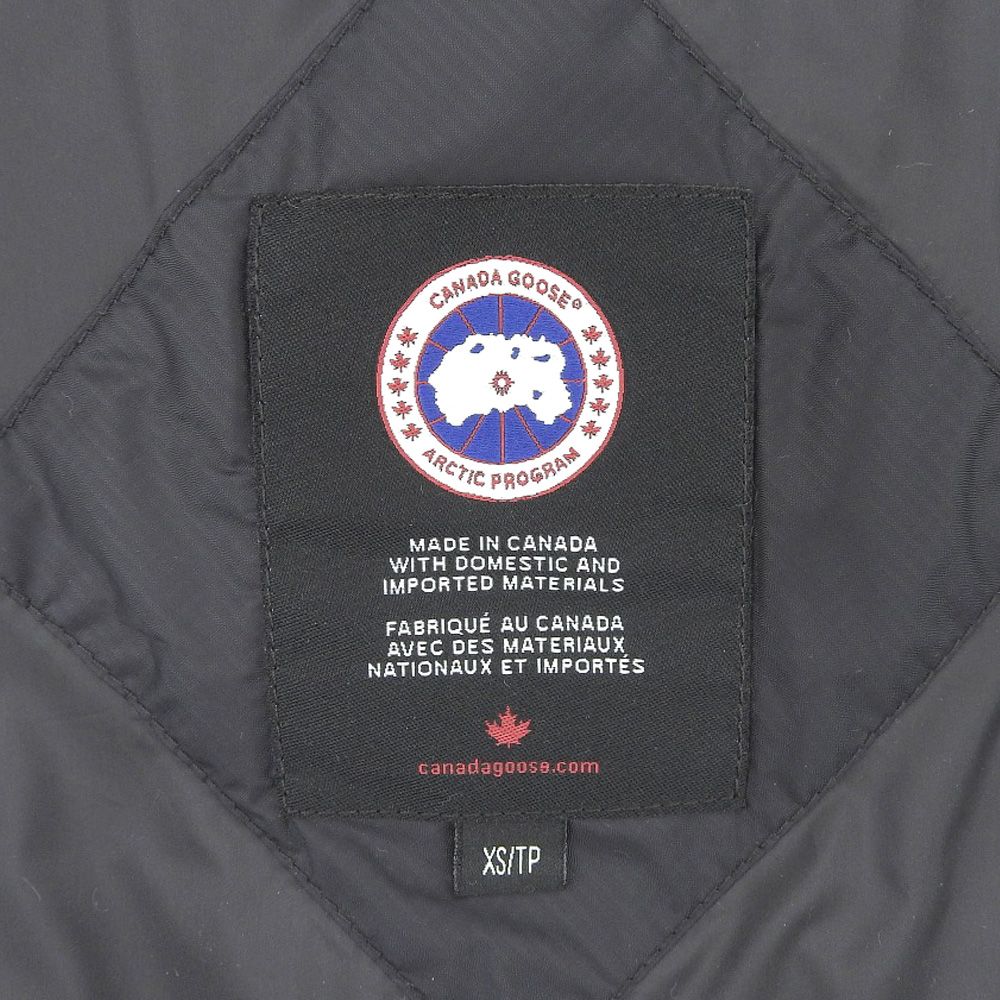 CANADA GOOSE®
ARCTIC PROGRAM
MADE IN CANADA
WITH DOMESTIC AND
IMPORTED MATERIALS
FABRIQUÉ AU CANADA
AVEC DES MATERIAUX
NATIONAUX ET IMPORTÉS
canadagoose.com
XS/TP